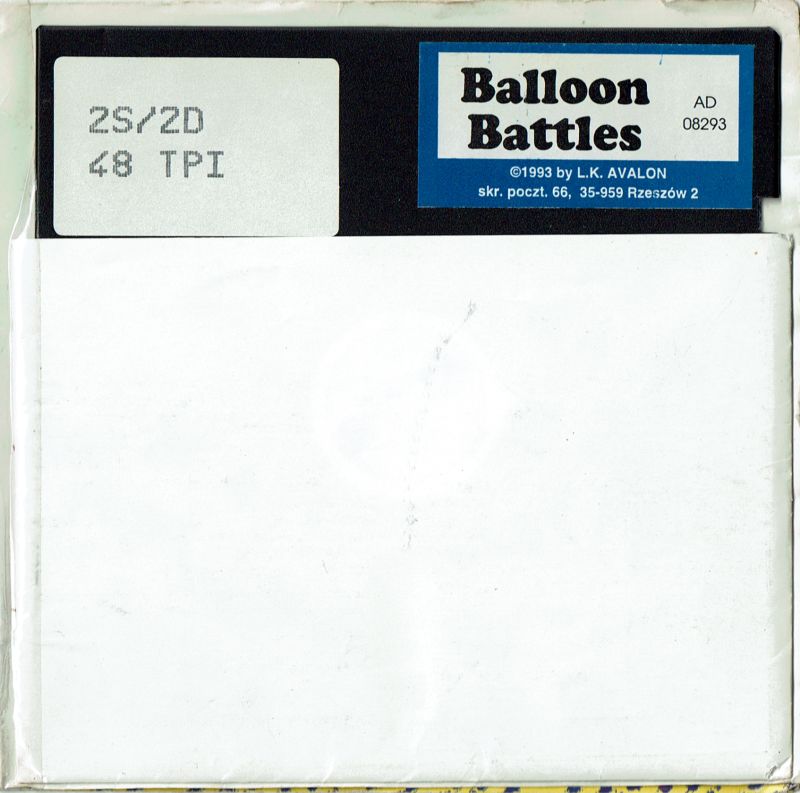 2S/2D
48 TPI
Balloon
Battles
AD
08293
©1993 by L.K. AVALON
skr. poczt. 66, 35-959 Rzeszów 2